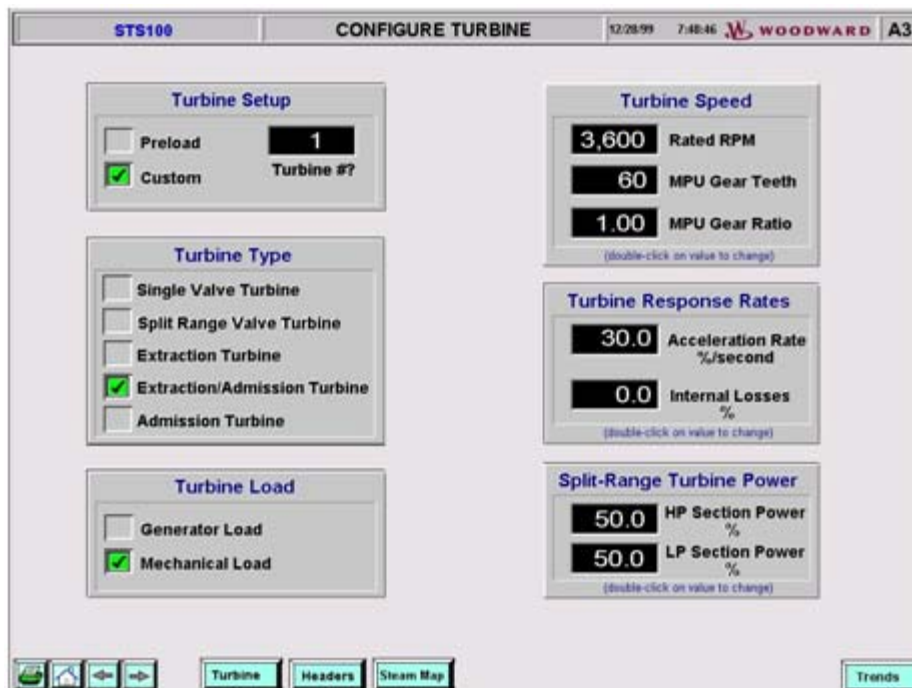 STS100 CONFIGURE TURBINE 12/28/99 7:48:46 WOODWARD A3
Turbine Setup
Preload
Custom
1
Turbine #?
Turbine Type
Single Valve Turbine
Split Range Valve Turbine
Extraction Turbine
Extraction/Admission Turbine
Admission Turbine
Turbine Load
Generator Load
Mechanical Load
Turbine Speed
3,600 Rated RPM
60 MPU Gear Teeth
1.00 MPU Gear Ratio
(double-click on value to change)
Turbine Response Rates
30.0 Acceleration Rate
%/second
0.0 Internal Losses
%
(double-click on value to change)
Split-Range Turbine Power
50.0 HP Section Power
%
50.0 LP Section Power
%
(double-click on value to change)
Turbine Headers Steam Map Trends